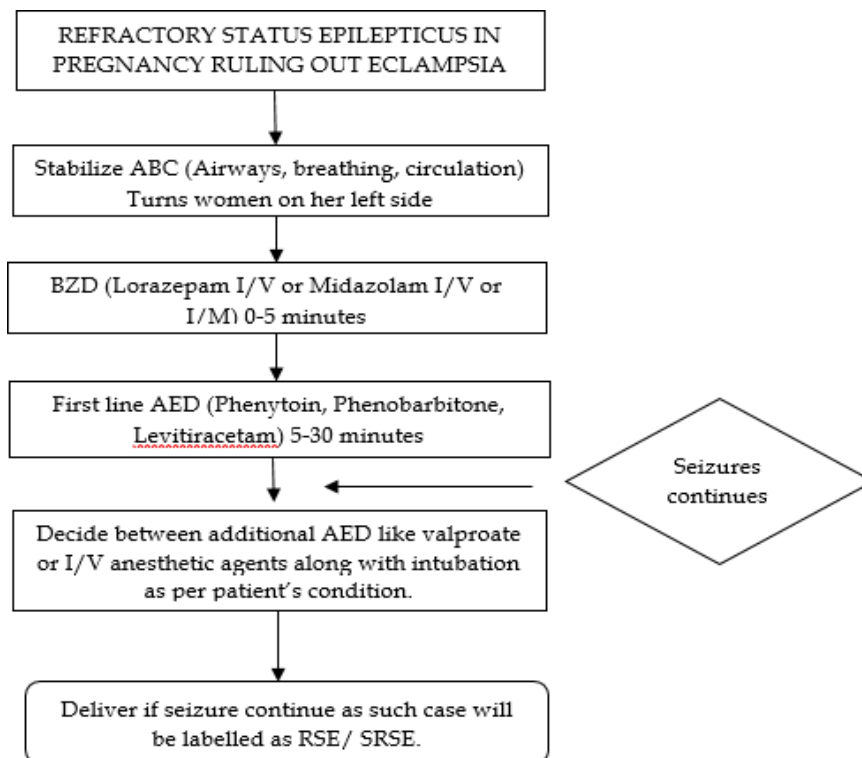 REFRACTORY STATUS EPILEPTICUS IN
PREGNANCY RULING OUT ECLAMPSIA
Stabilize ABC (Airways, breathing, circulation)
Turns women on her left side
BZD (Lorazepam I/V or Midazolam I/V or
I/M) 0-5 minutes
First line AED (Phenytoin, Phenobarbitone,
Levitiracetam) 5-30 minutes
Seizures
continues
Decide between additional AED like valproate
or I/V anesthetic agents along with intubation
as per patient's condition.
Deliver if seizure continue as such case will
be labelled as RSE/ SRSE.